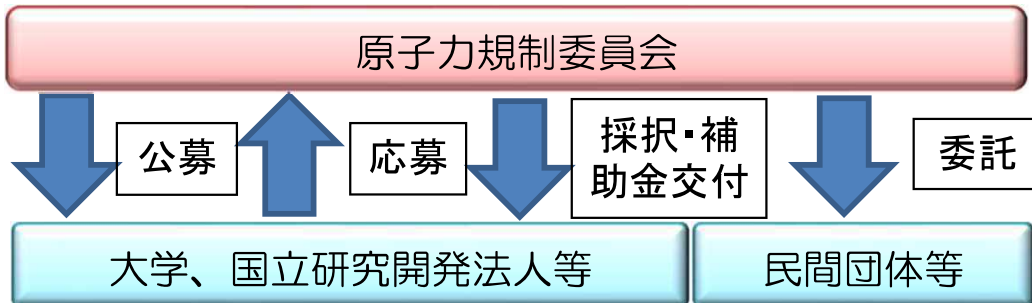 原子力規制委員会
公募
応募
採択・補
助金交付
委託
大学、国立研究開発法人等
民間団体等